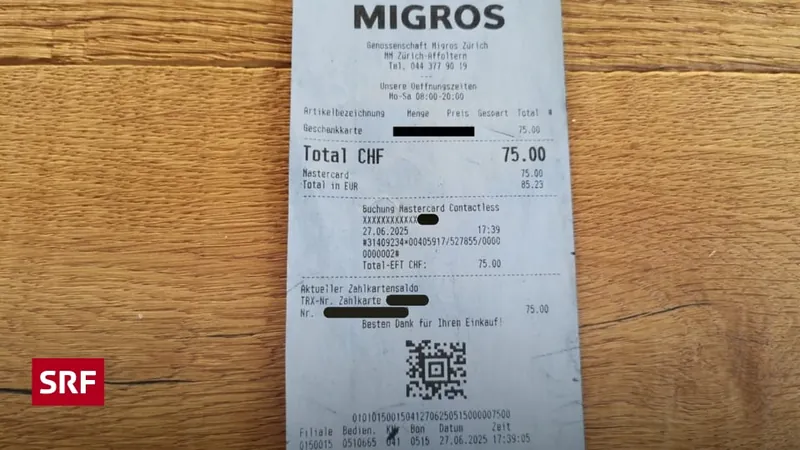 MIGROS
Genossenschaft Migros Zürich
MM Zürich-Affoltern
Tel. 044 377 90 19
---
Unsere Oeffnungszeiten
Mo-Sa 08:00-20:00
Artikelbezeichnung Menge Preis Gespart Total #
Geschenkkarte 75.00
Total CHF 75.00
Mastercard 75.00
Total in EUR 85.23
Buchung Mastercard Contactless
XXXXXXXXXXXX
27.06.2025 17:39
#31409234*00405917/527855/0000
0000002#
Total-EFT CHF: 75.00
Aktueller Zahlkartensaldo
TRX-Nr. Zahlkarte
Nr. 75.00
Besten Dank für Ihren Einkauf!
SRF
010101500150412706250515000007500
Filiale Bedien. Bon Datum Zeit
0150015 0510665 041 0515 27.06.2025 17:39:05